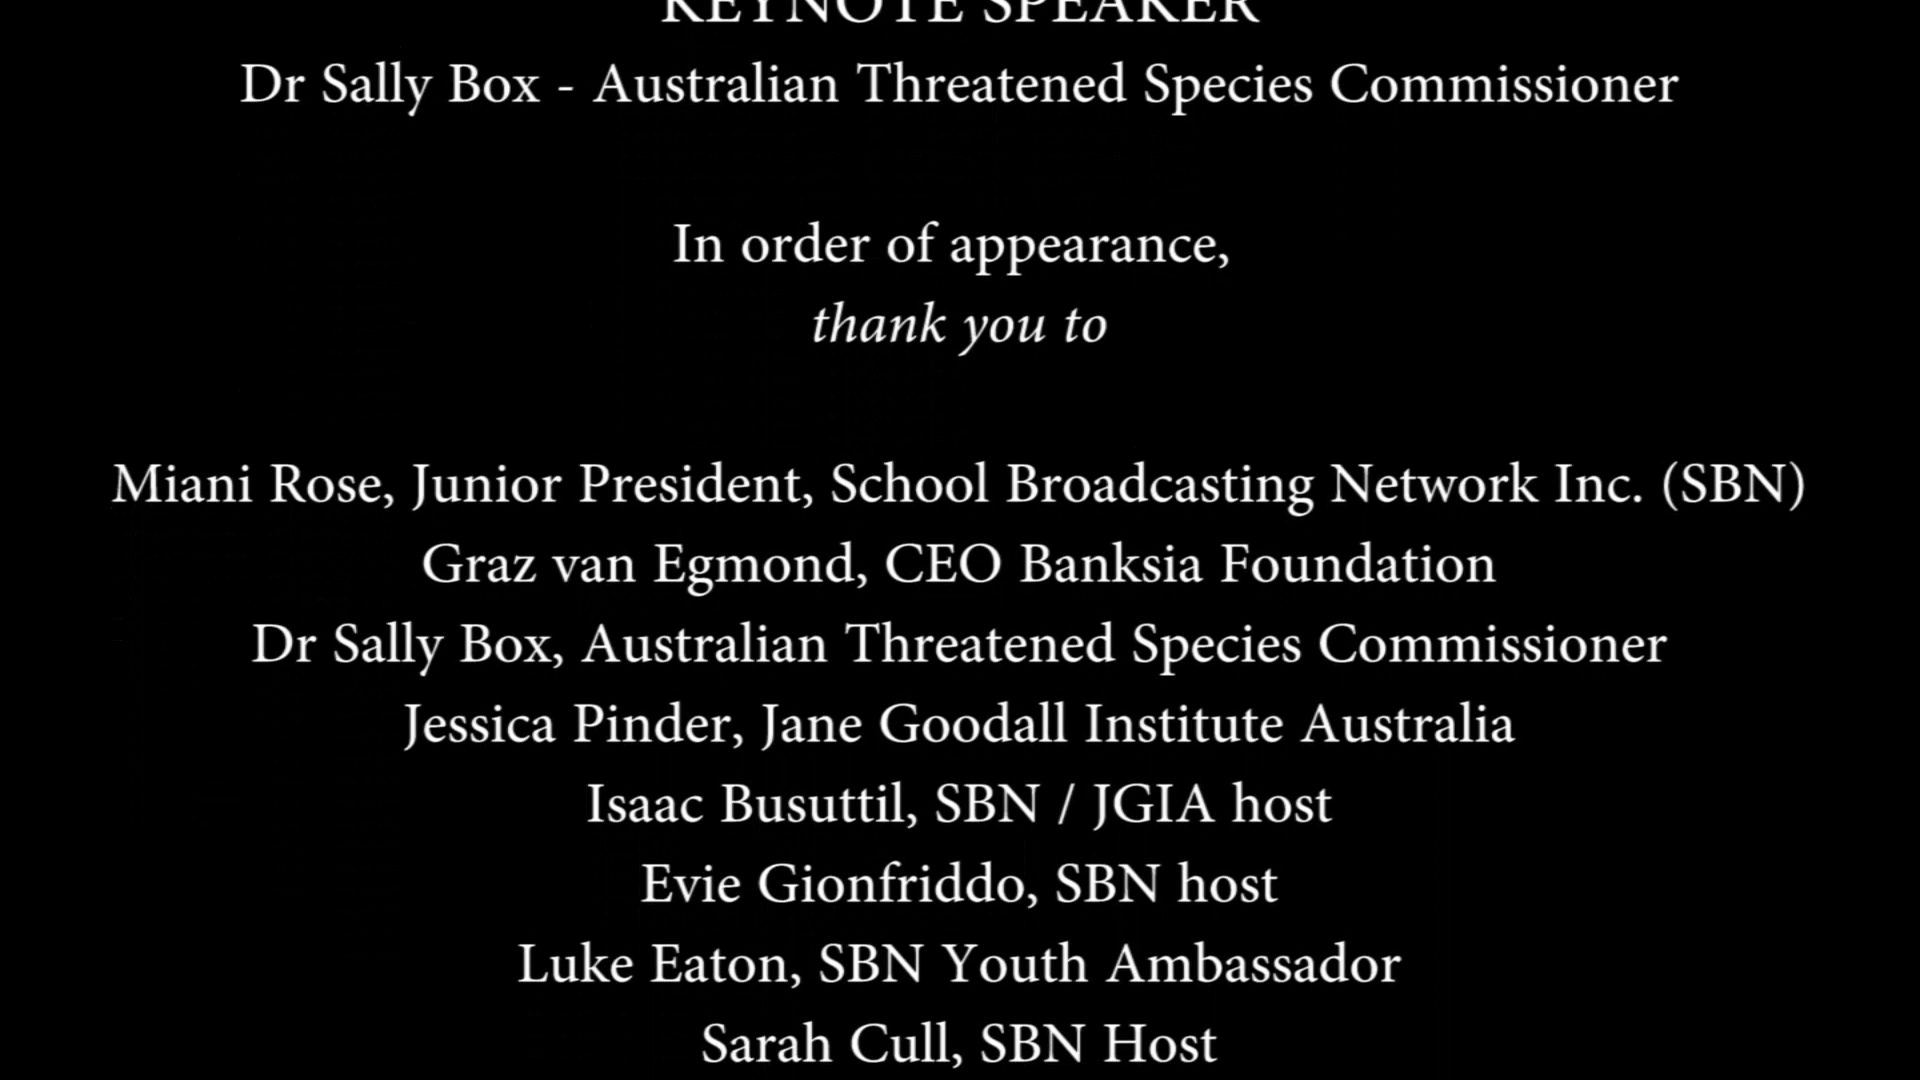 KEYNOTE SPEAKER
Dr Sally Box - Australian Threatened Species Commissioner
In order of appearance,
thank you to
Miani Rose, Junior President, School Broadcasting Network Inc. (SBN)
Graz van Egmond, CEO Banksia Foundation
Dr Sally Box, Australian Threatened Species Commissioner
Jessica Pinder, Jane Goodall Institute Australia
Isaac Busuttil, SBN / JGIA host
Evie Gionfriddo, SBN host
Luke Eaton, SBN Youth Ambassador
Sarah Cull, SBN Host